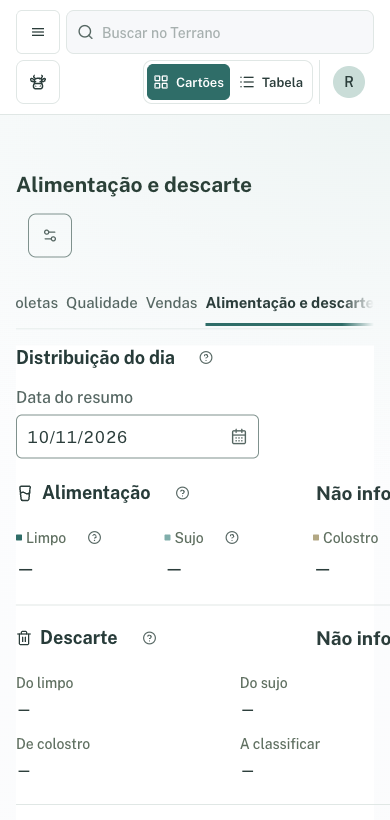 Buscar no Terrano
Cartões
Tabela
R
Alimentação e descarte
oletas Qualidade Vendas Alimentação e descarte
Distribuição do dia
Data do resumo
10/11/2026
Alimentação Não info
Limpo Sujo Colostro
— — —
Descarte Não info
Do limpo Do sujo
— —
De colostro A classificar
— —